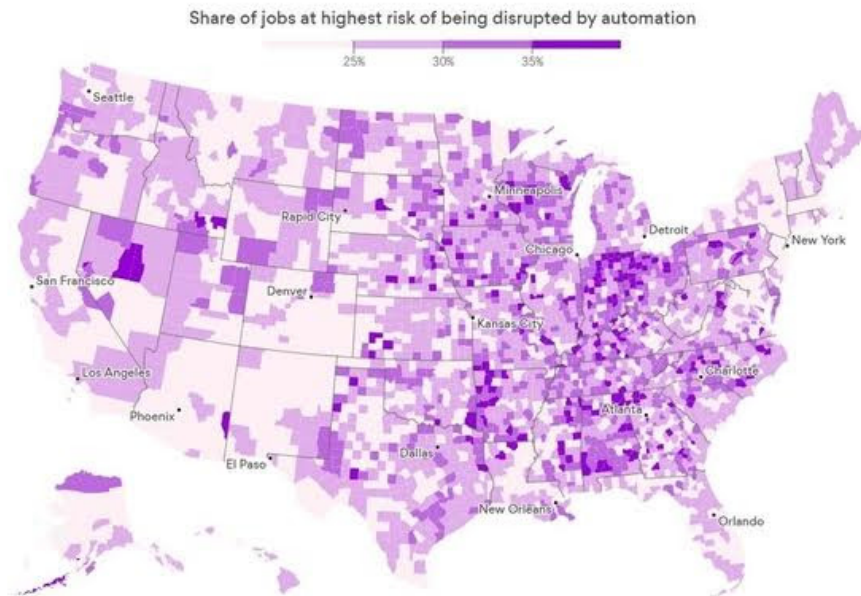 Share of jobs at highest risk of being disrupted by automation
25% 30% 35%
Seattle
Minneapolis
Rapid City
Detroit
New York
Chicago
San Francisco
Denver
Kansas City
Los Angeles
Charlotte
Phoenix
Atlanta
El Paso
Dallas
New Orleans
Orlando